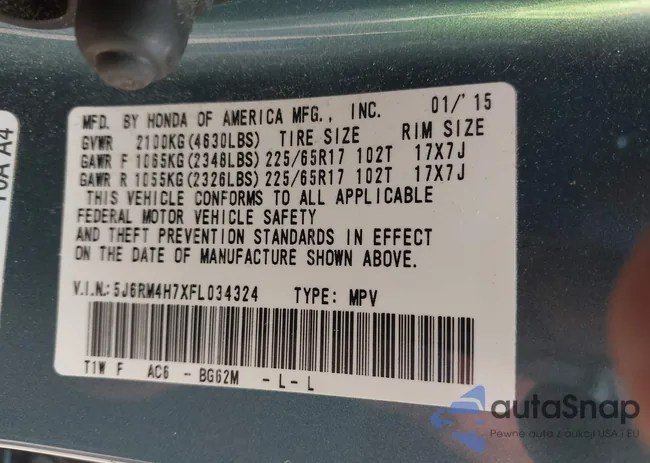 MFD. BY HONDA OF AMERICA MFG., INC. 01/'15
GVWR 2100KG(4630LBS) TIRE SIZE RIM SIZE
GAWR F 1065KG(2348LBS) 225/65R17 102T 17X7J
GAWR R 1055KG(2326LBS) 225/65R17 102T 17X7J
THIS VEHICLE CONFORMS TO ALL APPLICABLE
FEDERAL MOTOR VEHICLE SAFETY
AND THEFT PREVENTION STANDARDS IN EFFECT
ON THE DATE OF MANUFACTURE SHOWN ABOVE.
V.I.N.: 5J6RM4H7XFL034324 TYPE: MPV
T1W F AC6 - BG62M - L - L
10A A4
autaSnap
Pewne auta z aukcji USA - EU